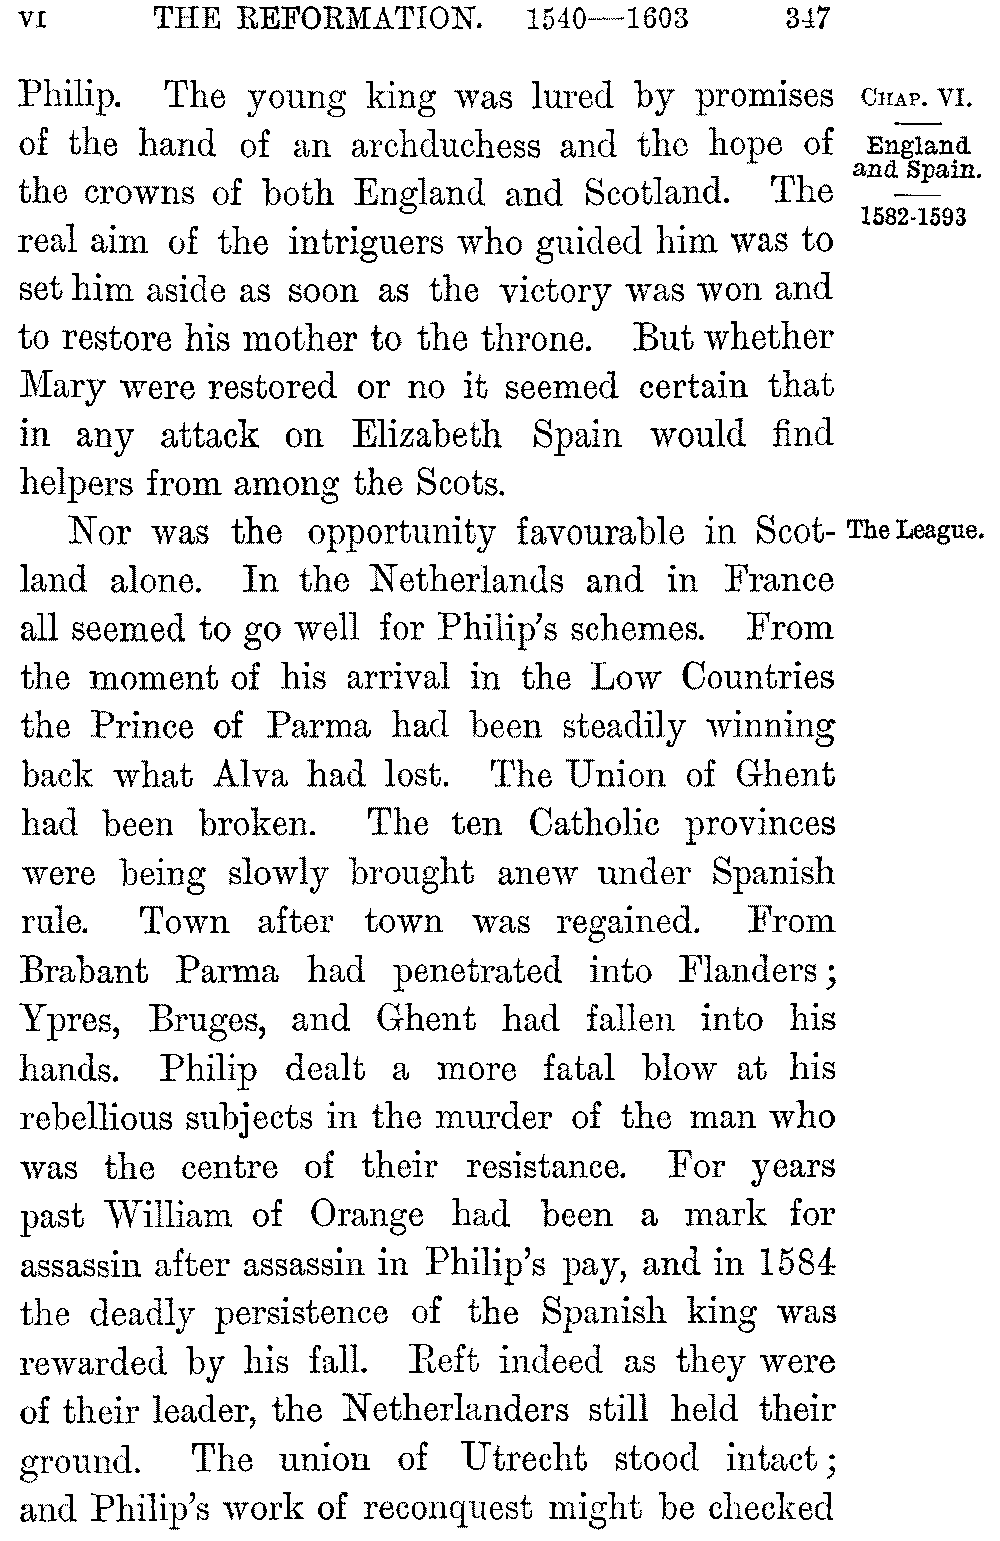 VI THE REFORMATION. 1540—1603 347
Philip. The young king was lured by promises
of the hand of an archduchess and the hope of
the crowns of both England and Scotland. The
real aim of the intriguers who guided him was to
set him aside as soon as the victory was won and
to restore his mother to the throne. But whether
Mary were restored or no it seemed certain that
in any attack on Elizabeth Spain would find
helpers from among the Scots.
CHAP. VI.
England
and Spain.
1582-1593
Nor was the opportunity favourable in Scot-
land alone. In the Netherlands and in France
all seemed to go well for Philip's schemes. From
the moment of his arrival in the Low Countries
the Prince of Parma had been steadily winning
back what Alva had lost. The Union of Ghent
had been broken. The ten Catholic provinces
were being slowly brought anew under Spanish
rule. Town after town was regained. From
Brabant Parma had penetrated into Flanders;
Ypres, Bruges, and Ghent had fallen into his
hands. Philip dealt a more fatal blow at his
rebellious subjects in the murder of the man who
was the centre of their resistance. For years
past William of Orange had been a mark for
assassin after assassin in Philip's pay, and in 1584
the deadly persistence of the Spanish king was
rewarded by his fall. Reft indeed as they were
of their leader, the Netherlanders still held their
ground. The union of Utrecht stood intact;
and Philip's work of reconquest might be checked
The League.